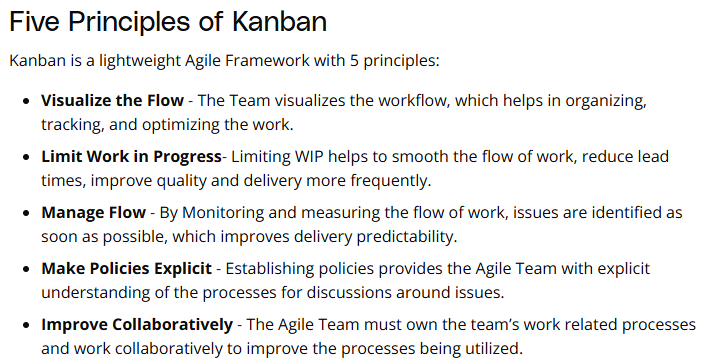 Five Principles of Kanban
Kanban is a lightweight Agile Framework with 5 principles:
• Visualize the Flow - The Team visualizes the workflow, which helps in organizing,
tracking, and optimizing the work.
• Limit Work in Progress- Limiting WIP helps to smooth the flow of work, reduce lead
times, improve quality and delivery more frequently.
• Manage Flow - By Monitoring and measuring the flow of work, issues are identified as
soon as possible, which improves delivery predictability.
• Make Policies Explicit - Establishing policies provides the Agile Team with explicit
understanding of the processes for discussions around issues.
• Improve Collaboratively - The Agile Team must own the team’s work related processes
and work collaboratively to improve the processes being utilized.